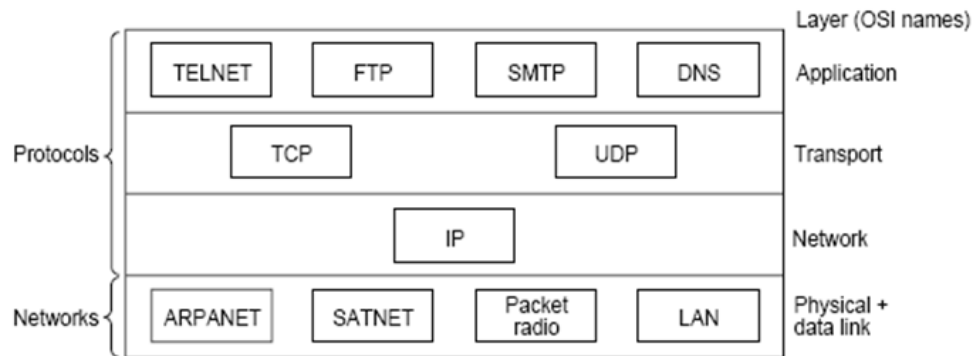 Layer (OSI names)
TELNET FTP SMTP DNS Application
Protocols TCP UDP Transport
IP Network
Networks ARPANET SATNET Packet radio LAN Physical + data link